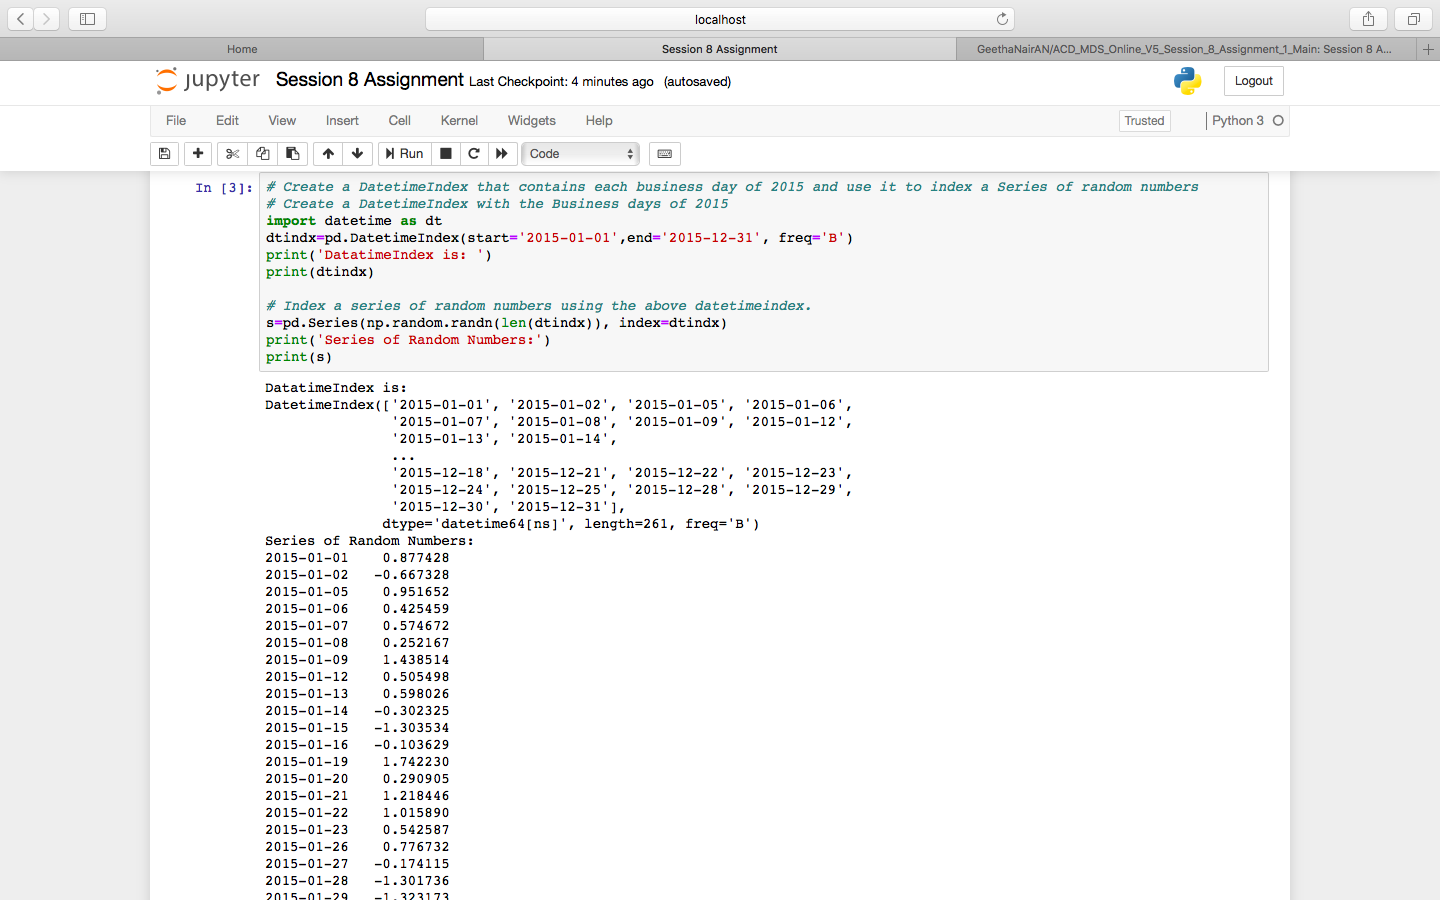 localhost
Home
Session 8 Assignment
GeethaNairAN/ACD_MDS_Online_V5_Session_8_Assignment_1_Main: Session 8 A...
jupyter Session 8 Assignment Last Checkpoint: 4 minutes ago (autosaved)
Logout
File Edit View Insert Cell Kernel Widgets Help
Trusted
Python 3
Run
Code
In [3]:
# Create a DatetimeIndex that contains each business day of 2015 and use it to index a Series of random numbers
# Create a DatetimeIndex with the Business days of 2015
import datetime as dt
dtindx=pd.DatetimeIndex(start='2015-01-01',end='2015-12-31', freq='B')
print('DatatimeIndex is: ')
print(dtindx)
# Index a series of random numbers using the above datetimeindex.
s=pd.Series(np.random.randn(len(dtindx)), index=dtindx)
print('Series of Random Numbers:')
print(s)
DatatimeIndex is:
DatetimeIndex(['2015-01-01', '2015-01-02', '2015-01-05', '2015-01-06',
'2015-01-07', '2015-01-08', '2015-01-09', '2015-01-12',
'2015-01-13', '2015-01-14',
...
'2015-12-18', '2015-12-21', '2015-12-22', '2015-12-23',
'2015-12-24', '2015-12-25', '2015-12-28', '2015-12-29',
'2015-12-30', '2015-12-31'],
dtype='datetime64[ns]', length=261, freq='B')
Series of Random Numbers:
2015-01-01 0.877428
2015-01-02 -0.667328
2015-01-05 0.951652
2015-01-06 0.425459
2015-01-07 0.574672
2015-01-08 0.252167
2015-01-09 1.438514
2015-01-12 0.505498
2015-01-13 0.598026
2015-01-14 -0.302325
2015-01-15 -1.303534
2015-01-16 -0.103629
2015-01-19 1.742230
2015-01-20 0.290905
2015-01-21 1.218446
2015-01-22 1.015890
2015-01-23 0.542587
2015-01-26 0.776732
2015-01-27 -0.174115
2015-01-28 -1.301736
2015-01-29 -1.323173